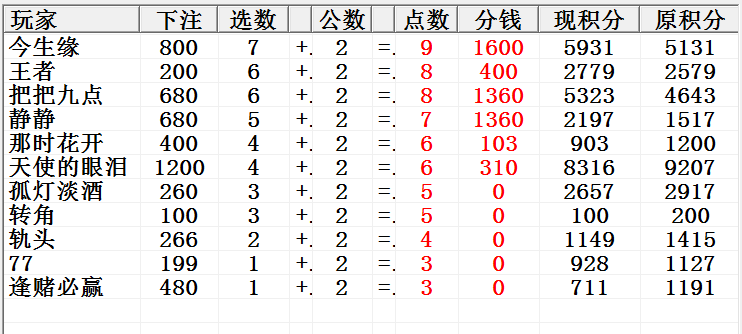 玩家 下注 选数 公数 点数 分钱 现积分 原积分
今生缘 800 7 +. 2 =. 9 1600 5931 5131
王者 200 6 +. 2 =. 8 400 2779 2579
把把九点 680 6 +. 2 =. 8 1360 5323 4643
静静 680 5 +. 2 =. 7 1360 2197 1517
那时花开 400 4 +. 2 =. 6 103 903 1200
天使的眼泪 1200 4 +. 2 =. 6 310 8316 9207
孤灯淡酒 260 3 +. 2 =. 5 0 2657 2917
转角 100 3 +. 2 =. 5 0 100 200
轨头 266 2 +. 2 =. 4 0 1149 1415
77 199 1 +. 2 =. 3 0 928 1127
逢赌必赢 480 1 +. 2 =. 3 0 711 1191